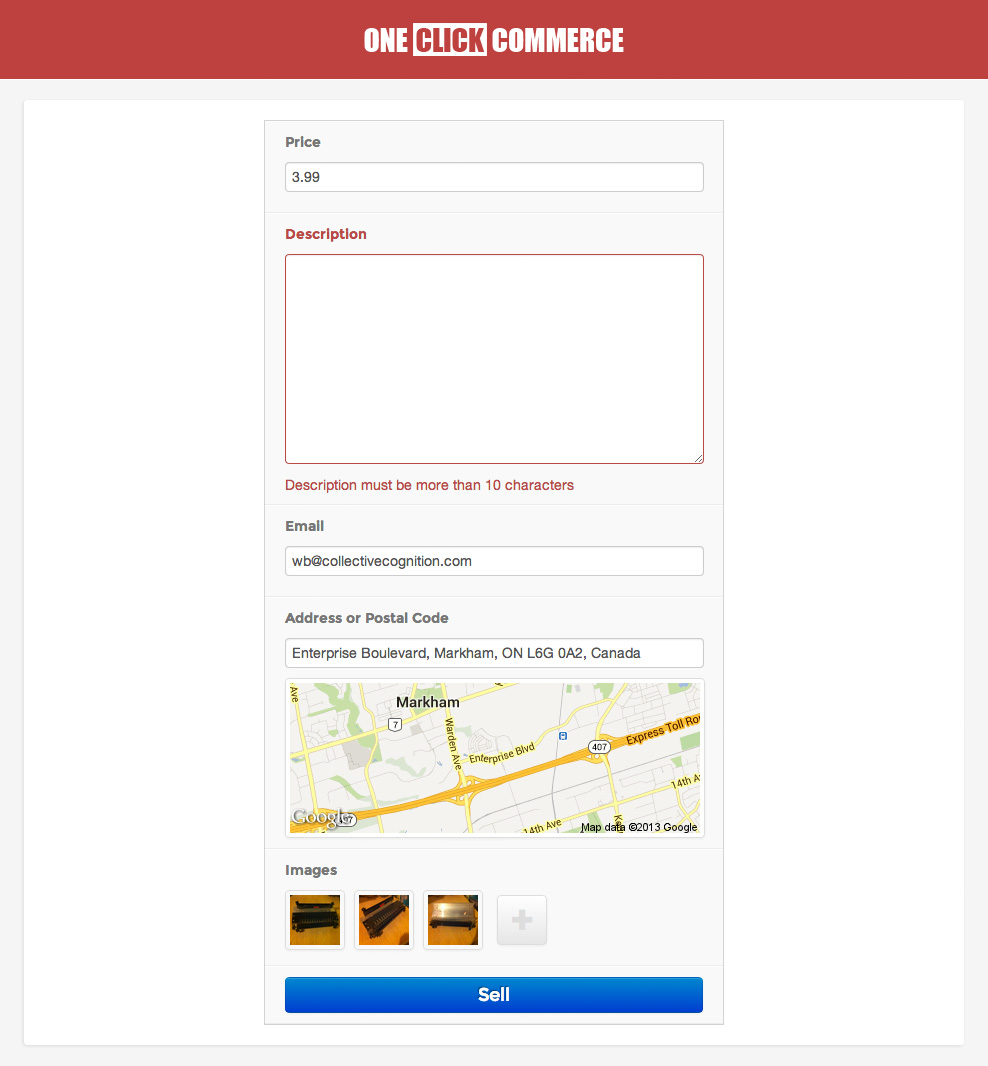 ONE CLICK COMMERCE
Price
3.99
Description
Description must be more than 10 characters
Email
wb@collectivecognition.com
Address or Postal Code
Enterprise Boulevard, Markham, ON L6G 0A2, Canada
Ave
Markham
7
Warden Ave
Enterprise Blvd
407
Express Toll Rou
14th A
Google
407
14th Ave
Ke
Map data ©2013 Google
Images
Sell